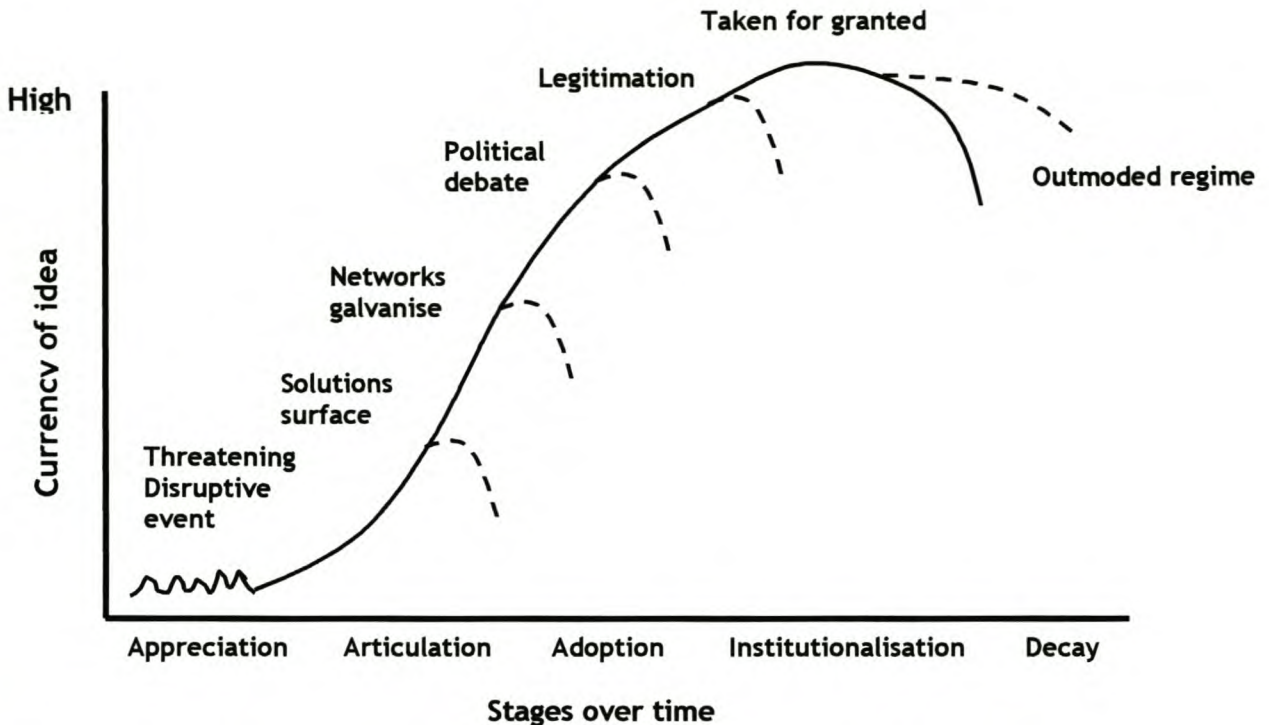 Taken for granted
High
Legitimation
Political
debate
Outmoded regime
Networks
galvanise
Currency of idea
Solutions
surface
Threatening
Disruptive
event
Appreciation Articulation Adoption Institutionalisation Decay
Stages over time